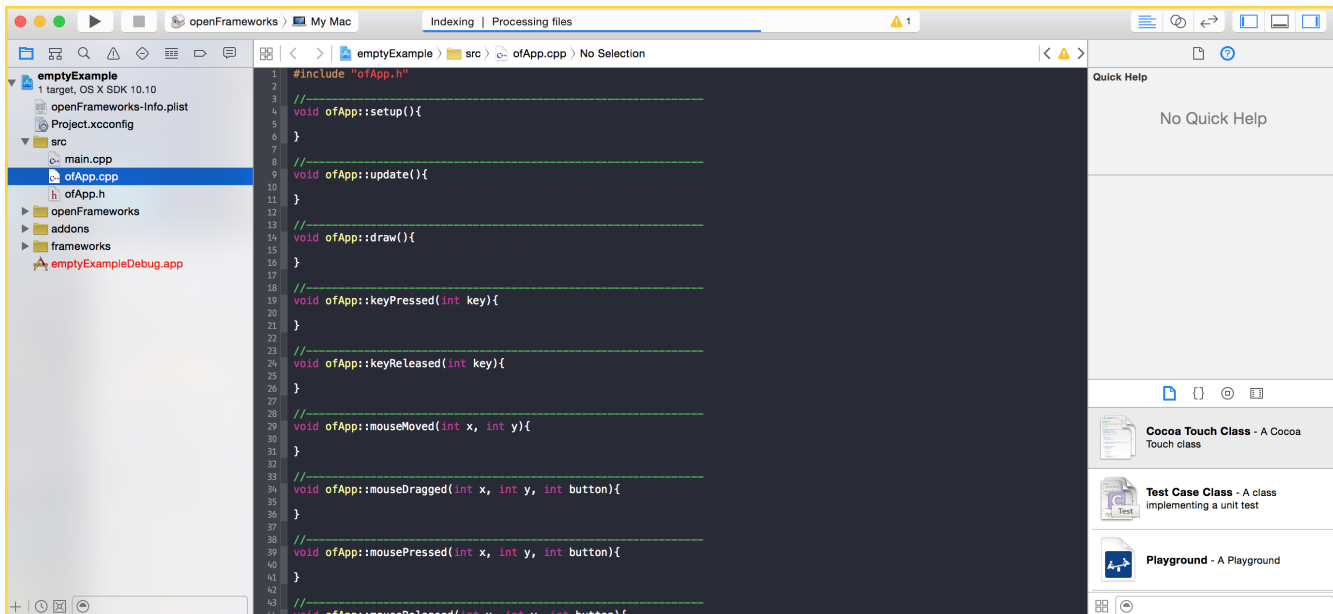 openFrameworks 〉 My Mac
Indexing | Processing files
1
emptyExample
1 target, OS X SDK 10.10
openFrameworks-Info.plist
Project.xcconfig
src
main.cpp
ofApp.cpp
ofApp.h
openFrameworks
addons
frameworks
emptyExampleDebug.app
emptyExample 〉 src 〉 ofApp.cpp 〉 No Selection
1 #include "ofApp.h"
2
3 //--------------------------------------------------------------
4 void ofApp::setup(){
5
6 }
7
8 //--------------------------------------------------------------
9 void ofApp::update(){
10
11 }
12
13 //--------------------------------------------------------------
14 void ofApp::draw(){
15
16 }
17
18 //--------------------------------------------------------------
19 void ofApp::keyPressed(int key){
20
21 }
22
23 //--------------------------------------------------------------
24 void ofApp::keyReleased(int key){
25
26 }
27
28 //--------------------------------------------------------------
29 void ofApp::mouseMoved(int x, int y){
30
31 }
32
33 //--------------------------------------------------------------
34 void ofApp::mouseDragged(int x, int y, int button){
35
36 }
37
38 //--------------------------------------------------------------
39 void ofApp::mousePressed(int x, int y, int button){
40
41 }
42
43 //--------------------------------------------------------------
Quick Help
No Quick Help
Cocoa Touch Class - A Cocoa
Touch class
Test
Test Case Class - A class
implementing a unit test
Playground - A Playground